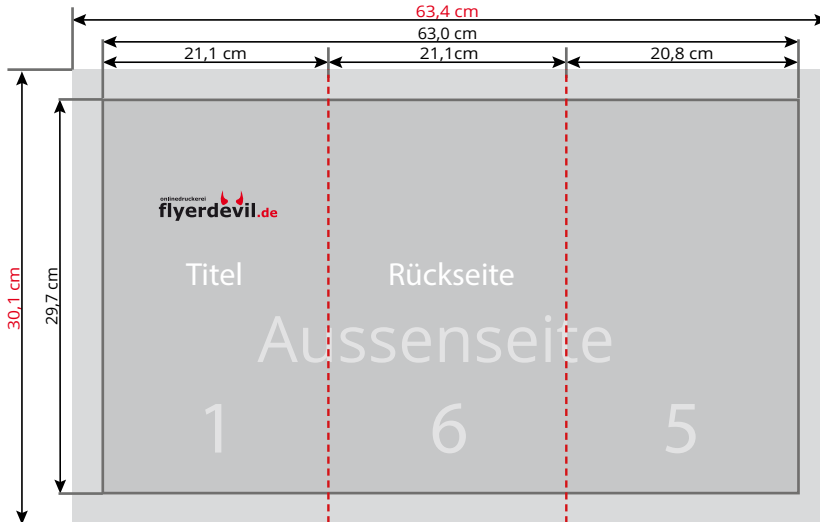 63,4 cm
63,0 cm
21,1 cm
21,1cm
20,8 cm
30,1 cm
29,7 cm
onlinedruckerei
flyerdevil.de
Titel
Rückseite
Aussenseite
1
6
5